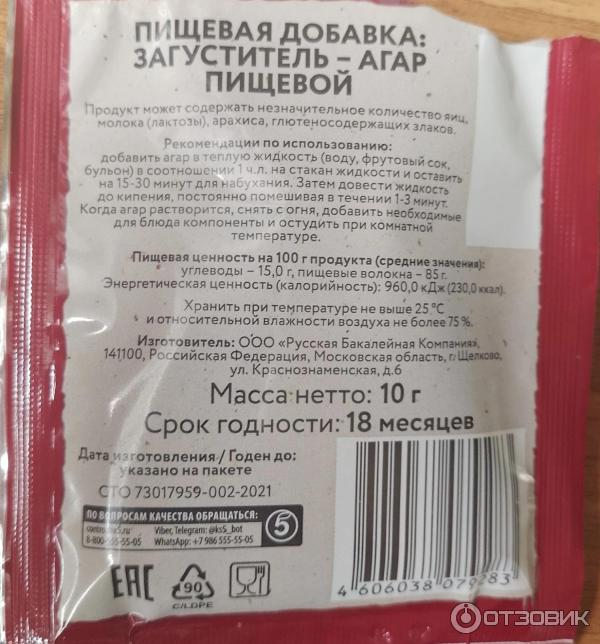 ПИЩЕВАЯ ДОБАВКА:
ЗАГУСТИТЕЛЬ – АГАР
ПИЩЕВОЙ
Продукт может содержать незначительное количество яиц,
молока (лактозы), арахиса, глютеносодержащих злаков.
Рекомендации по использованию:
добавить агар в теплую жидкость (воду, фрутовый сок,
бульон) в соотношении 1 ч.л. на стакан жидкости и оставить
на 15-30 минут для набухания. Затем довести жидкость
до кипения, постоянно помешивая в течении 1-3 минут.
Когда агар растворится, снять с огня, добавить необходимые
для блюда компоненты и остудить при комнатной
температуре.
Пищевая ценность на 100 г продукта (средние значения):
углеводы – 15,0 г, пищевые волокна – 85 г.
Энергетическая ценность (калорийность): 960,0 кДж (230,0 ккал).
Хранить при температуре не выше 25 °С
и относительной влажности воздуха не более 75 %.
Изготовитель: ООО «Русская Бакалейная Компания»,
141100, Российская Федерация, Московская область, г. Щелково,
ул. Краснознаменская, д.6
Масса нетто: 10 г
Срок годности: 18 месяцев
Дата изготовления / Годен до:
указано на пакете
СТО 73017959-002-2021
ПО ВОПРОСАМ КАЧЕСТВА ОБРАЩАТЬСЯ:
Viber, Telegram: @ks5_bot
8-800-555-55-05 WhatsApp: +7 986 555-55-05
5
EAC
90
C/LDPE
4 606038 079283
ОТЗОВИК